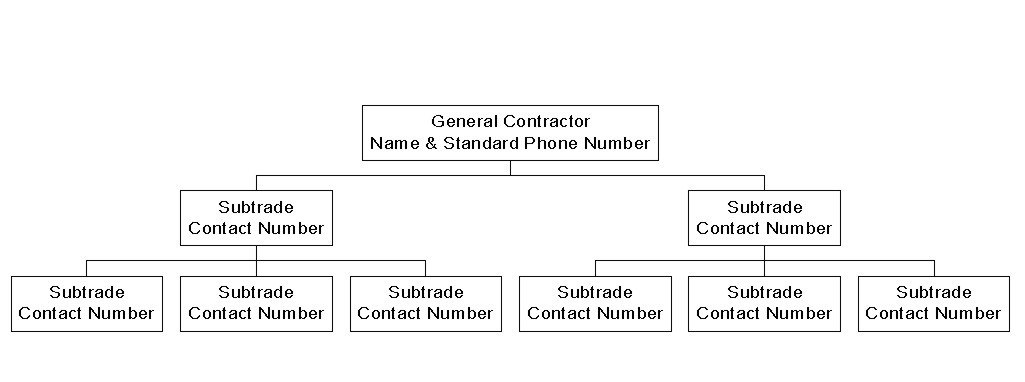 General Contractor
Name & Standard Phone Number
Subtrade
Contact Number
Subtrade
Contact Number
Subtrade
Contact Number
Subtrade
Contact Number
Subtrade
Contact Number
Subtrade
Contact Number
Subtrade
Contact Number
Subtrade
Contact Number